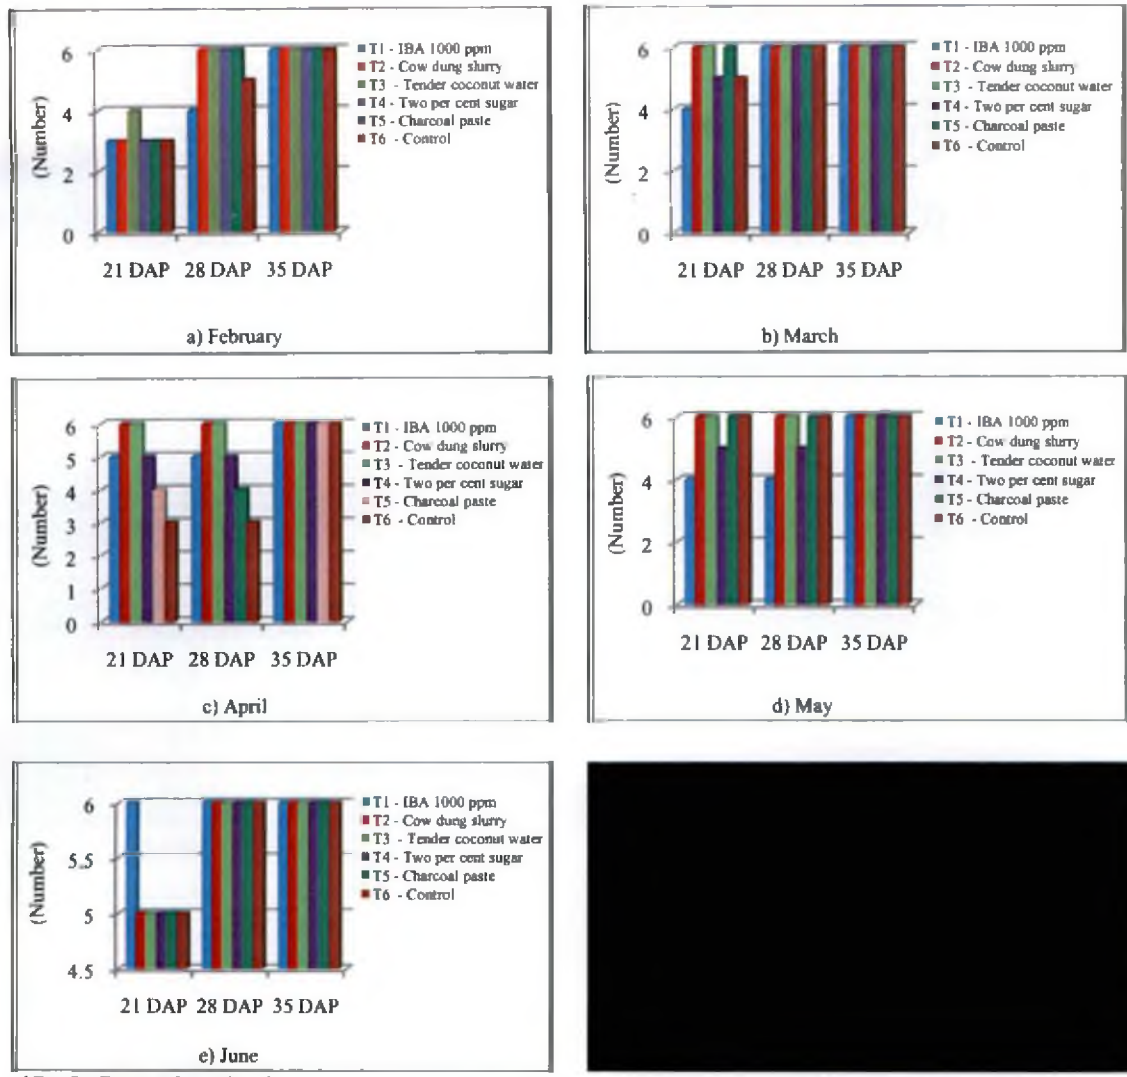 6
4
2
0
(Number)
21 DAP 28 DAP 35 DAP
T1 - IBA 1000 ppm
T2 - Cow dung slurry
T3 - Tender coconut water
T4 - Two per cent sugar
T5 - Charcoal paste
T6 - Control
a) February
6
4
2
0
(Number)
21 DAP 28 DAP 35 DAP
T1 - IBA 1000 ppm
T2 - Cow dung slurry
T3 - Tender coconut water
T4 - Two per cent sugar
T5 - Charcoal paste
T6 - Control
b) March
6
5
4
3
2
1
0
(Number)
21 DAP 28 DAP 35 DAP
T1 - IBA 1000 ppm
T2 - Cow dung slurry
T3 - Tender coconut water
T4 - Two per cent sugar
T5 - Charcoal paste
T6 - Control
c) April
6
4
2
0
(Number)
21 DAP 28 DAP 35 DAP
T1 - IBA 1000 ppm
T2 - Cow dung slurry
T3 - Tender coconut water
T4 - Two per cent sugar
T5 - Charcoal paste
T6 - Control
d) May
6
5.5
5
4.5
(Number)
21 DAP 28 DAP 35 DAP
T1 - IBA 1000 ppm
T2 - Cow dung slurry
T3 - Tender coconut water
T4 - Two per cent sugar
T5 - Charcoal paste
T6 - Control
e) June